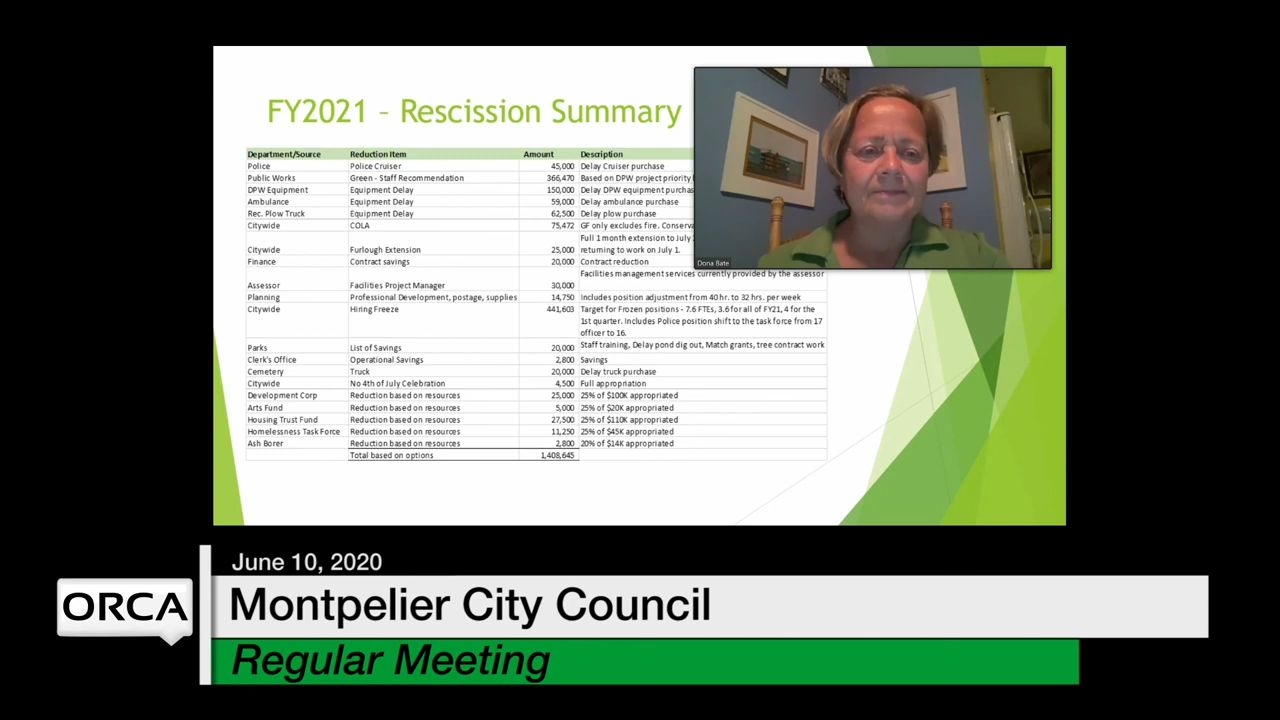 FY2021 – Rescission Summary
Department/Source Reduction Item Amount Description
Police Police Cruiser 45,000 Delay Cruiser purchase
Public Works Green - Staff Recommendation 366,470 Based on DPW project priority
DPW Equipment Equipment Delay 150,000 Delay DPW equipment
Ambulance Equipment Delay 59,000 Delay ambulance purchase
Rec. Plow Truck Equipment Delay 62,500 Delay plow purchase
Citywide COLA 75,472 GF only excludes fire.
Full 1 month extension to July
Citywide Furlough Extension 25,000 returning to work on July 1.
Finance Contract savings 20,000 Contract reduction
Facilities management services currently provided by the assessor
Assessor Facilities Project Manager 30,000
Planning Professional Development, postage, supplies 14,750 Includes position adjustment from 40 hr. to 32 hrs. per week
Citywide Hiring Freeze 441,603 Target for Frozen positions - 7.6 FTEs, 3.6 for all of FY21, 4 for the
1st quarter. Includes Police position shift to the task force from 17
officer to 16.
Staff training, Delay pond dig out, Match grants, tree contract work
Parks List of Savings 20,000
Clerk's Office Operational Savings 2,800 Savings
Cemetery Truck 20,000 Delay truck purchase
Citywide No 4th of July Celebration 4,500 Full appropriation
Development Corp Reduction based on resources 25,000 25% of $100K appropriated
Arts Fund Reduction based on resources 5,000 25% of $20K appropriated
Housing Trust Fund Reduction based on resources 27,500 25% of $110K appropriated
Homelessness Task Force Reduction based on resources 11,250 25% of $45K appropriated
Ash Borer Reduction based on resources 2,800 20% of $14K appropriated
Total based on options 1,408,645
Dona Bate
June 10, 2020
ORCA
Montpelier City Council
Regular Meeting